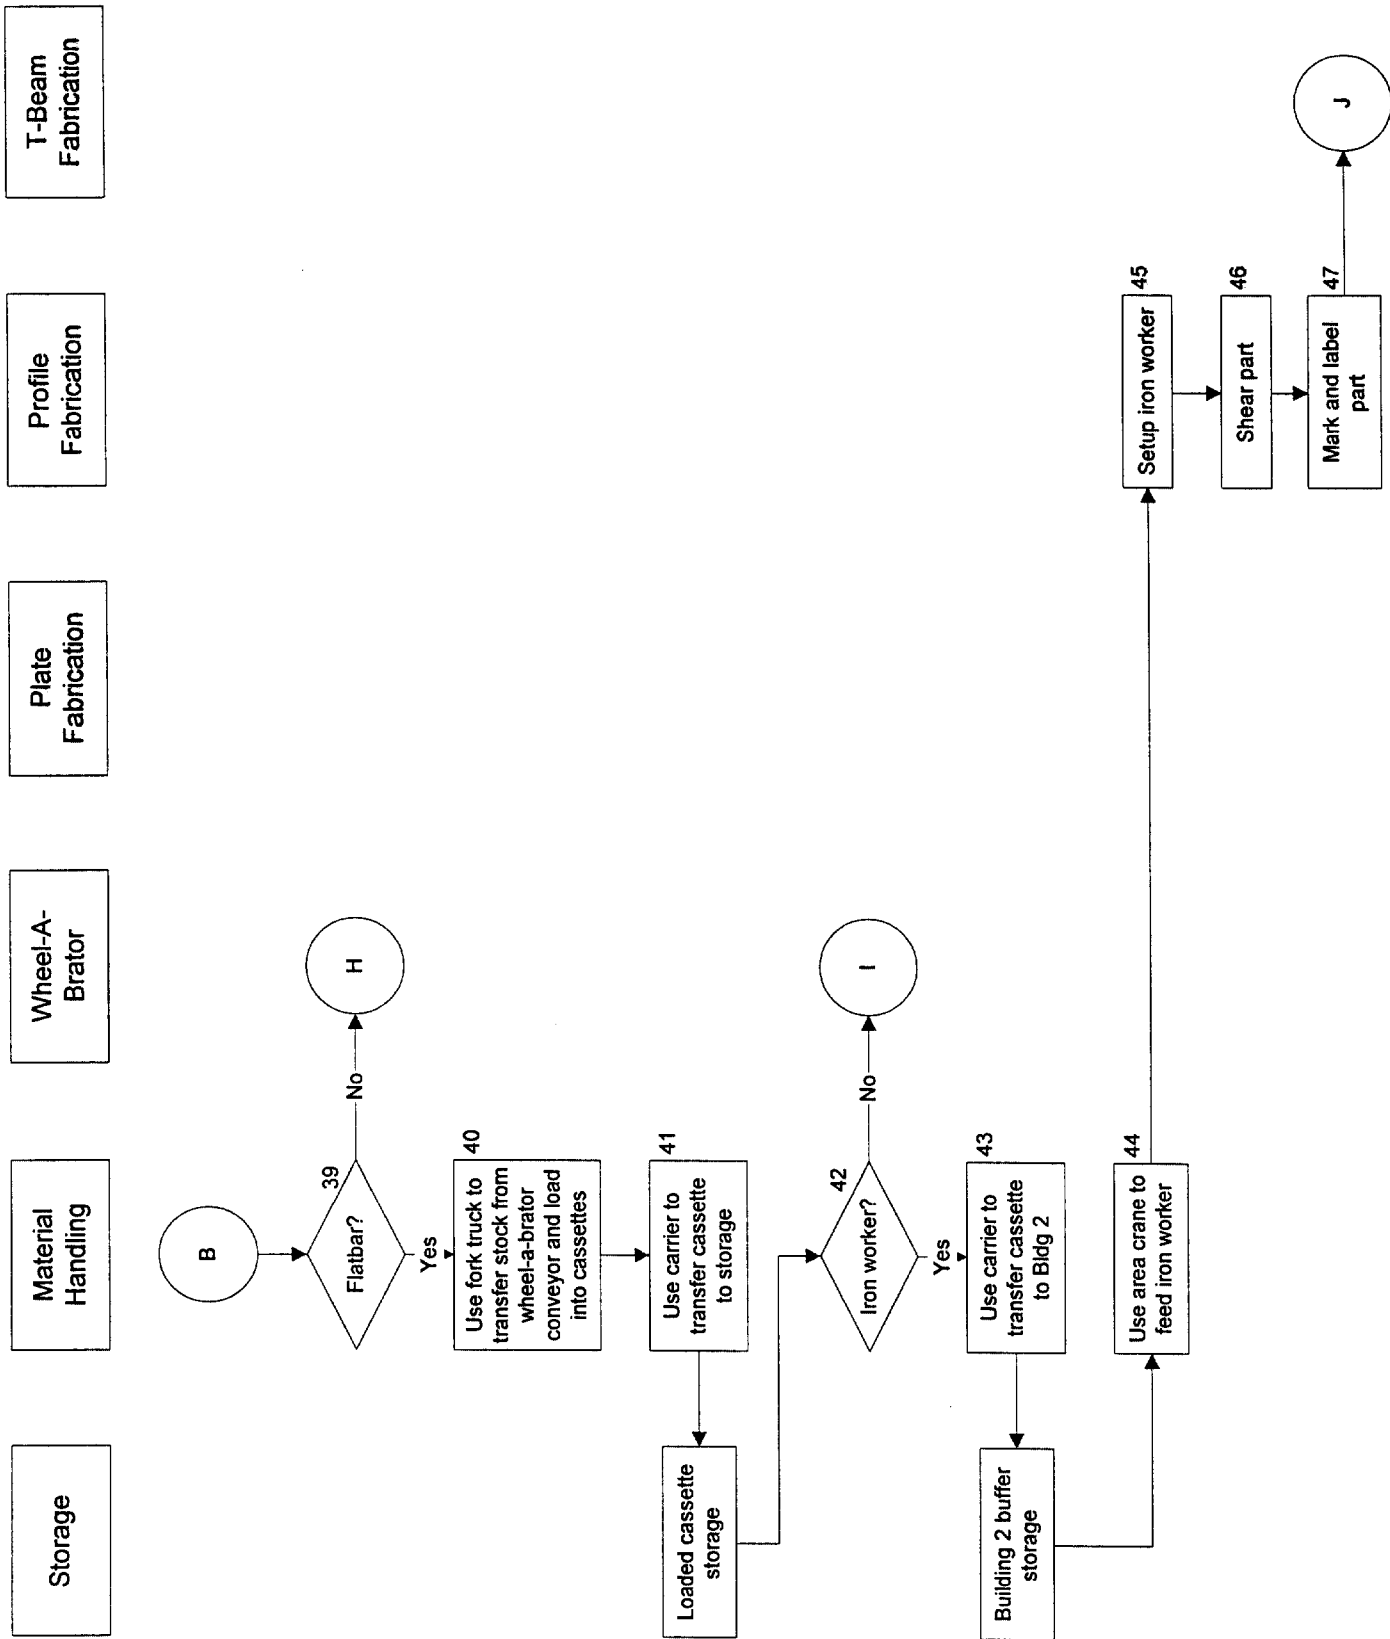 Storage
Material
Handling
Wheel-A-
Brator
Plate
Fabrication
Profile
Fabrication
T-Beam
Fabrication
B
Flatbar?
39
No
H
Yes
40
Use fork truck to
transfer stock from
wheel-a-brator
conveyor and load
into cassettes
41
Use carrier to
transfer cassette
to storage
Loaded cassette
storage
42
Iron worker?
No
I
Yes
43
Use carrier to
transfer cassette
to Bldg 2
Building 2 buffer
storage
44
Use area crane to
feed iron worker
Setup iron worker
45
Shear part
46
Mark and label
part
47
J